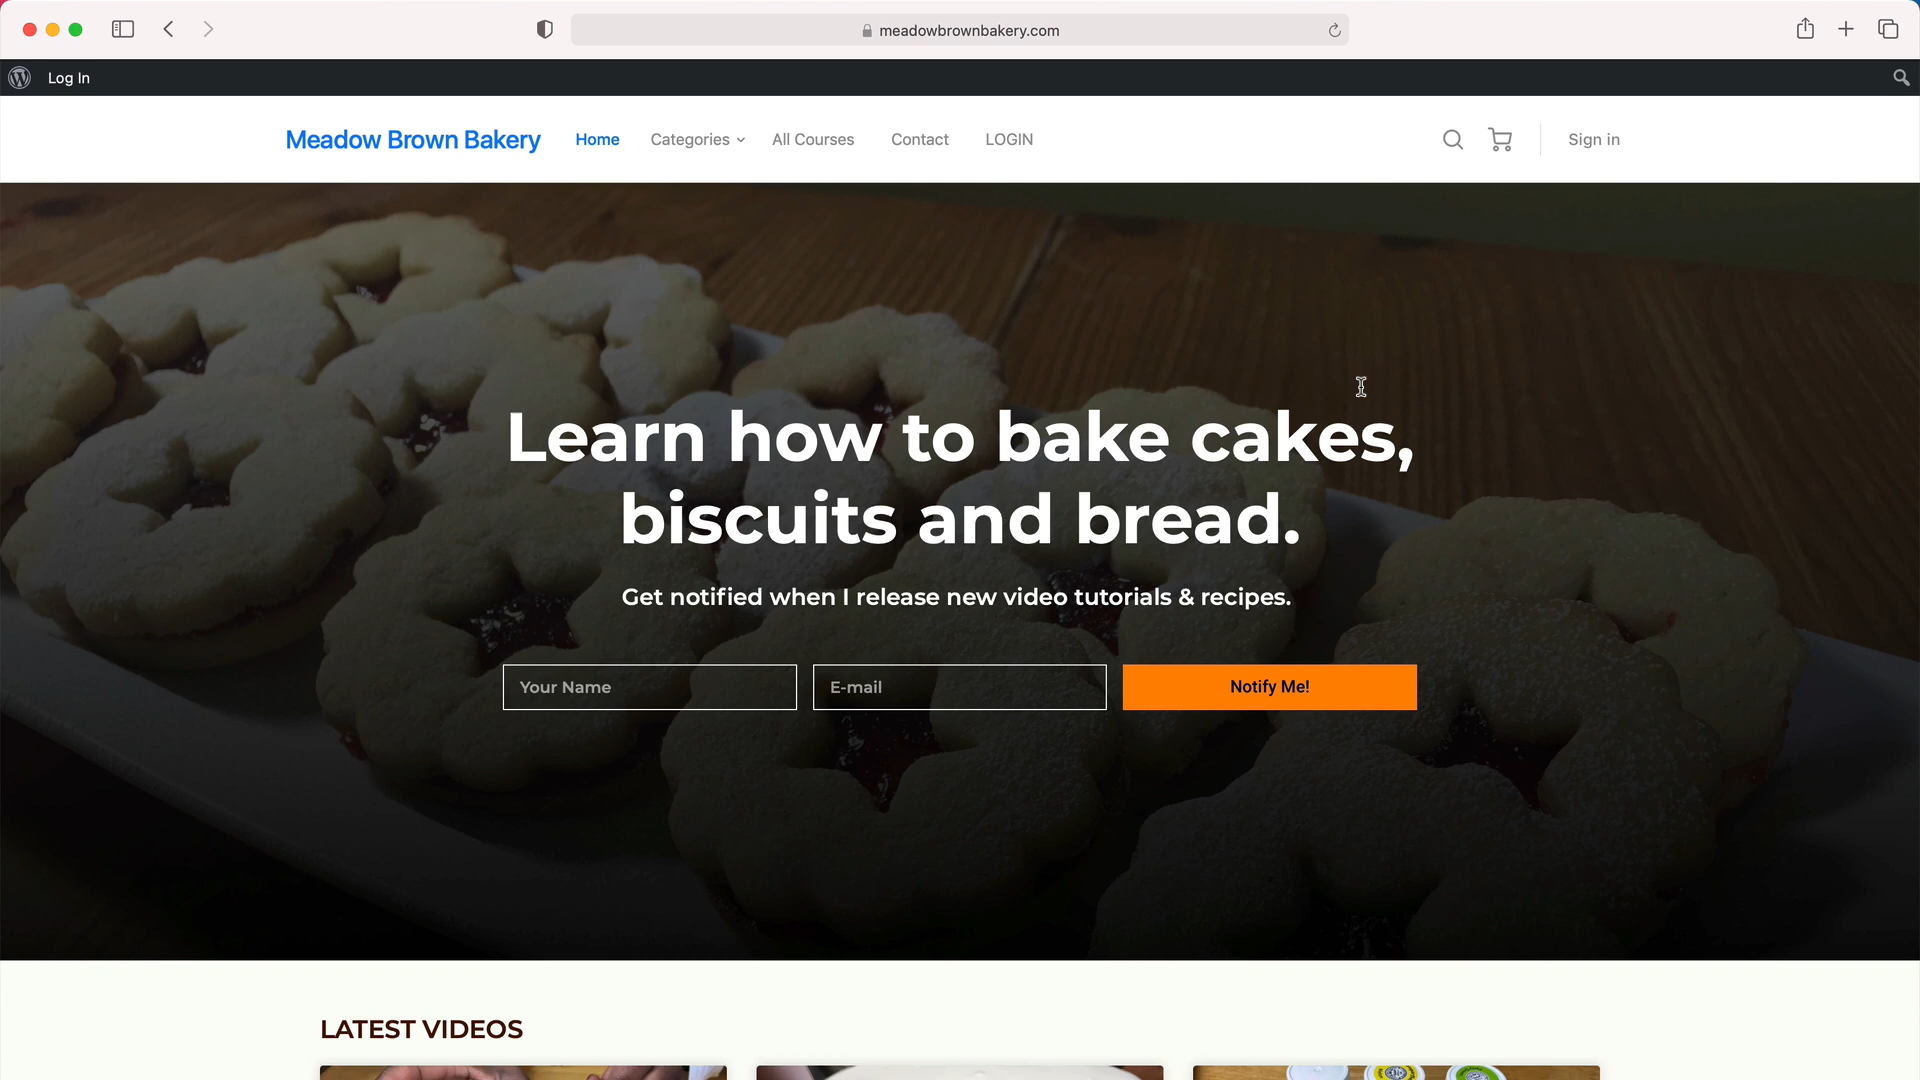 meadowbrownbakery.com
Log In
Meadow Brown Bakery Home Categories All Courses Contact LOGIN Sign in
Learn how to bake cakes,
biscuits and bread.
Get notified when I release new video tutorials & recipes.
Your Name E-mail Notify Me!
LATEST VIDEOS